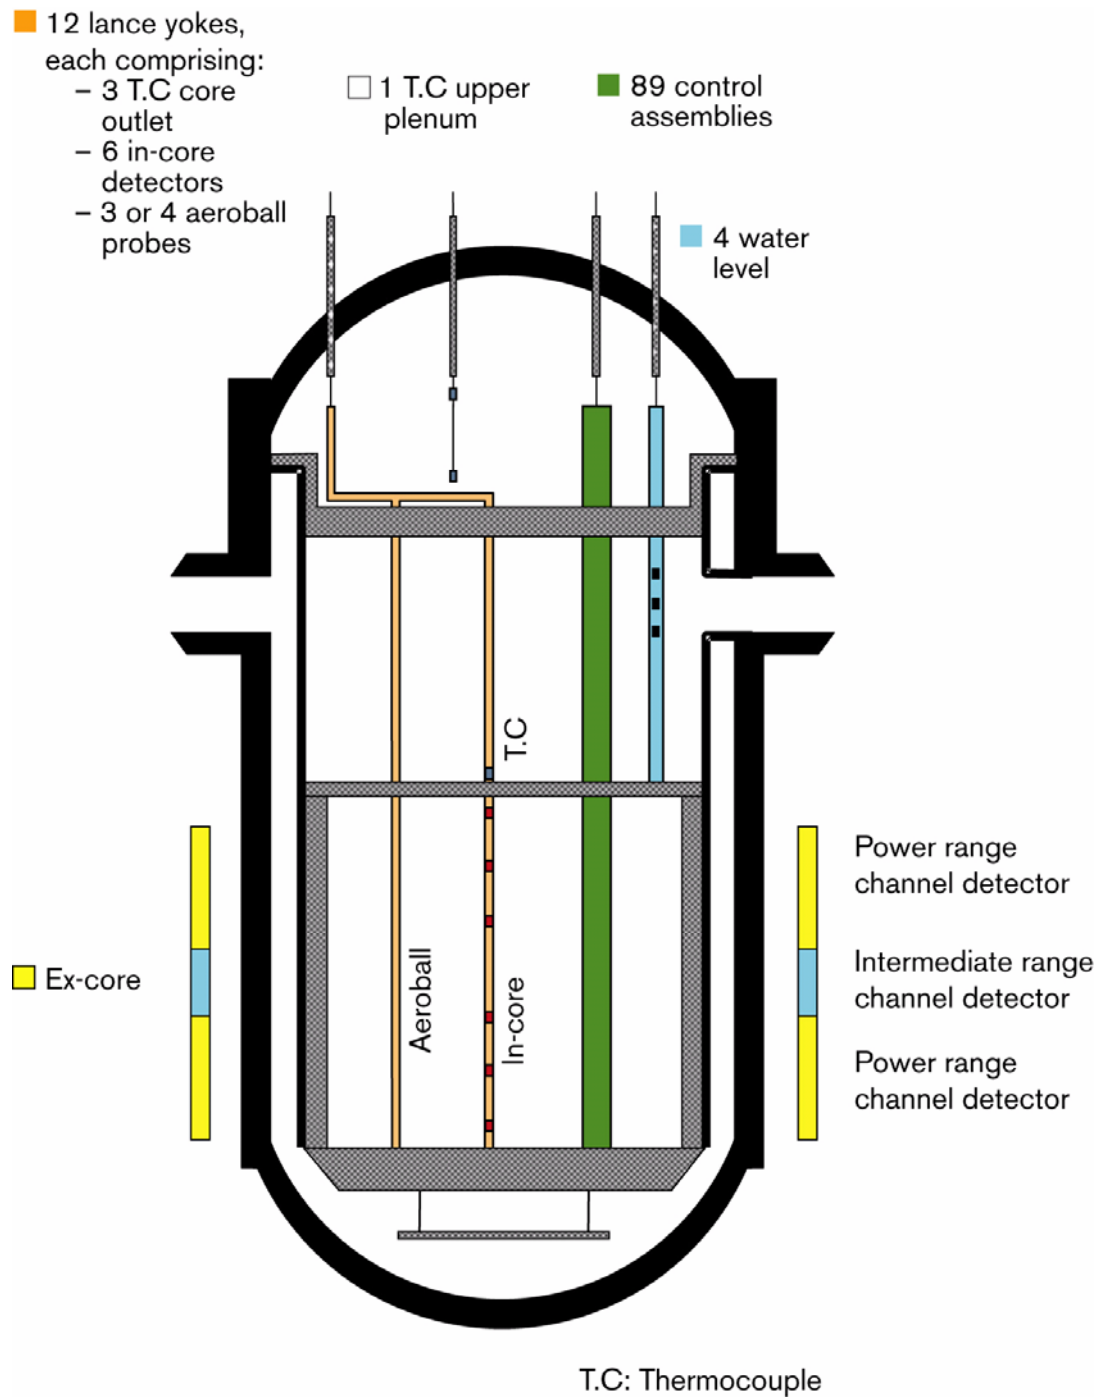 12 lance yokes,
each comprising:
– 3 T.C core
outlet
– 6 in-core
detectors
– 3 or 4 aeroball
probes
1 T.C upper
plenum
89 control
assemblies
4 water
level
T.C
Aeroball
In-core
Ex-core
Power range
channel detector
Intermediate range
channel detector
Power range
channel detector
T.C: Thermocouple